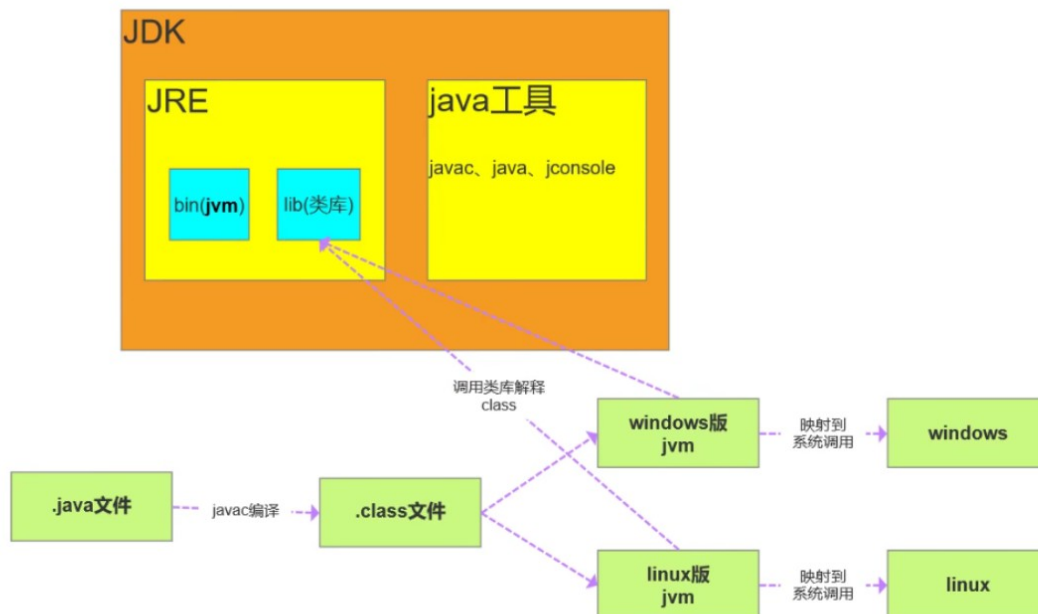 JDK
JRE
java工具
javac、java、jconsole
bin(jvm)
lib(类库)
调用类库解释
class
windows版
jvm
映射到
系统调用
windows
.java文件
javac编译
.class文件
linux版
jvm
映射到
系统调用
linux